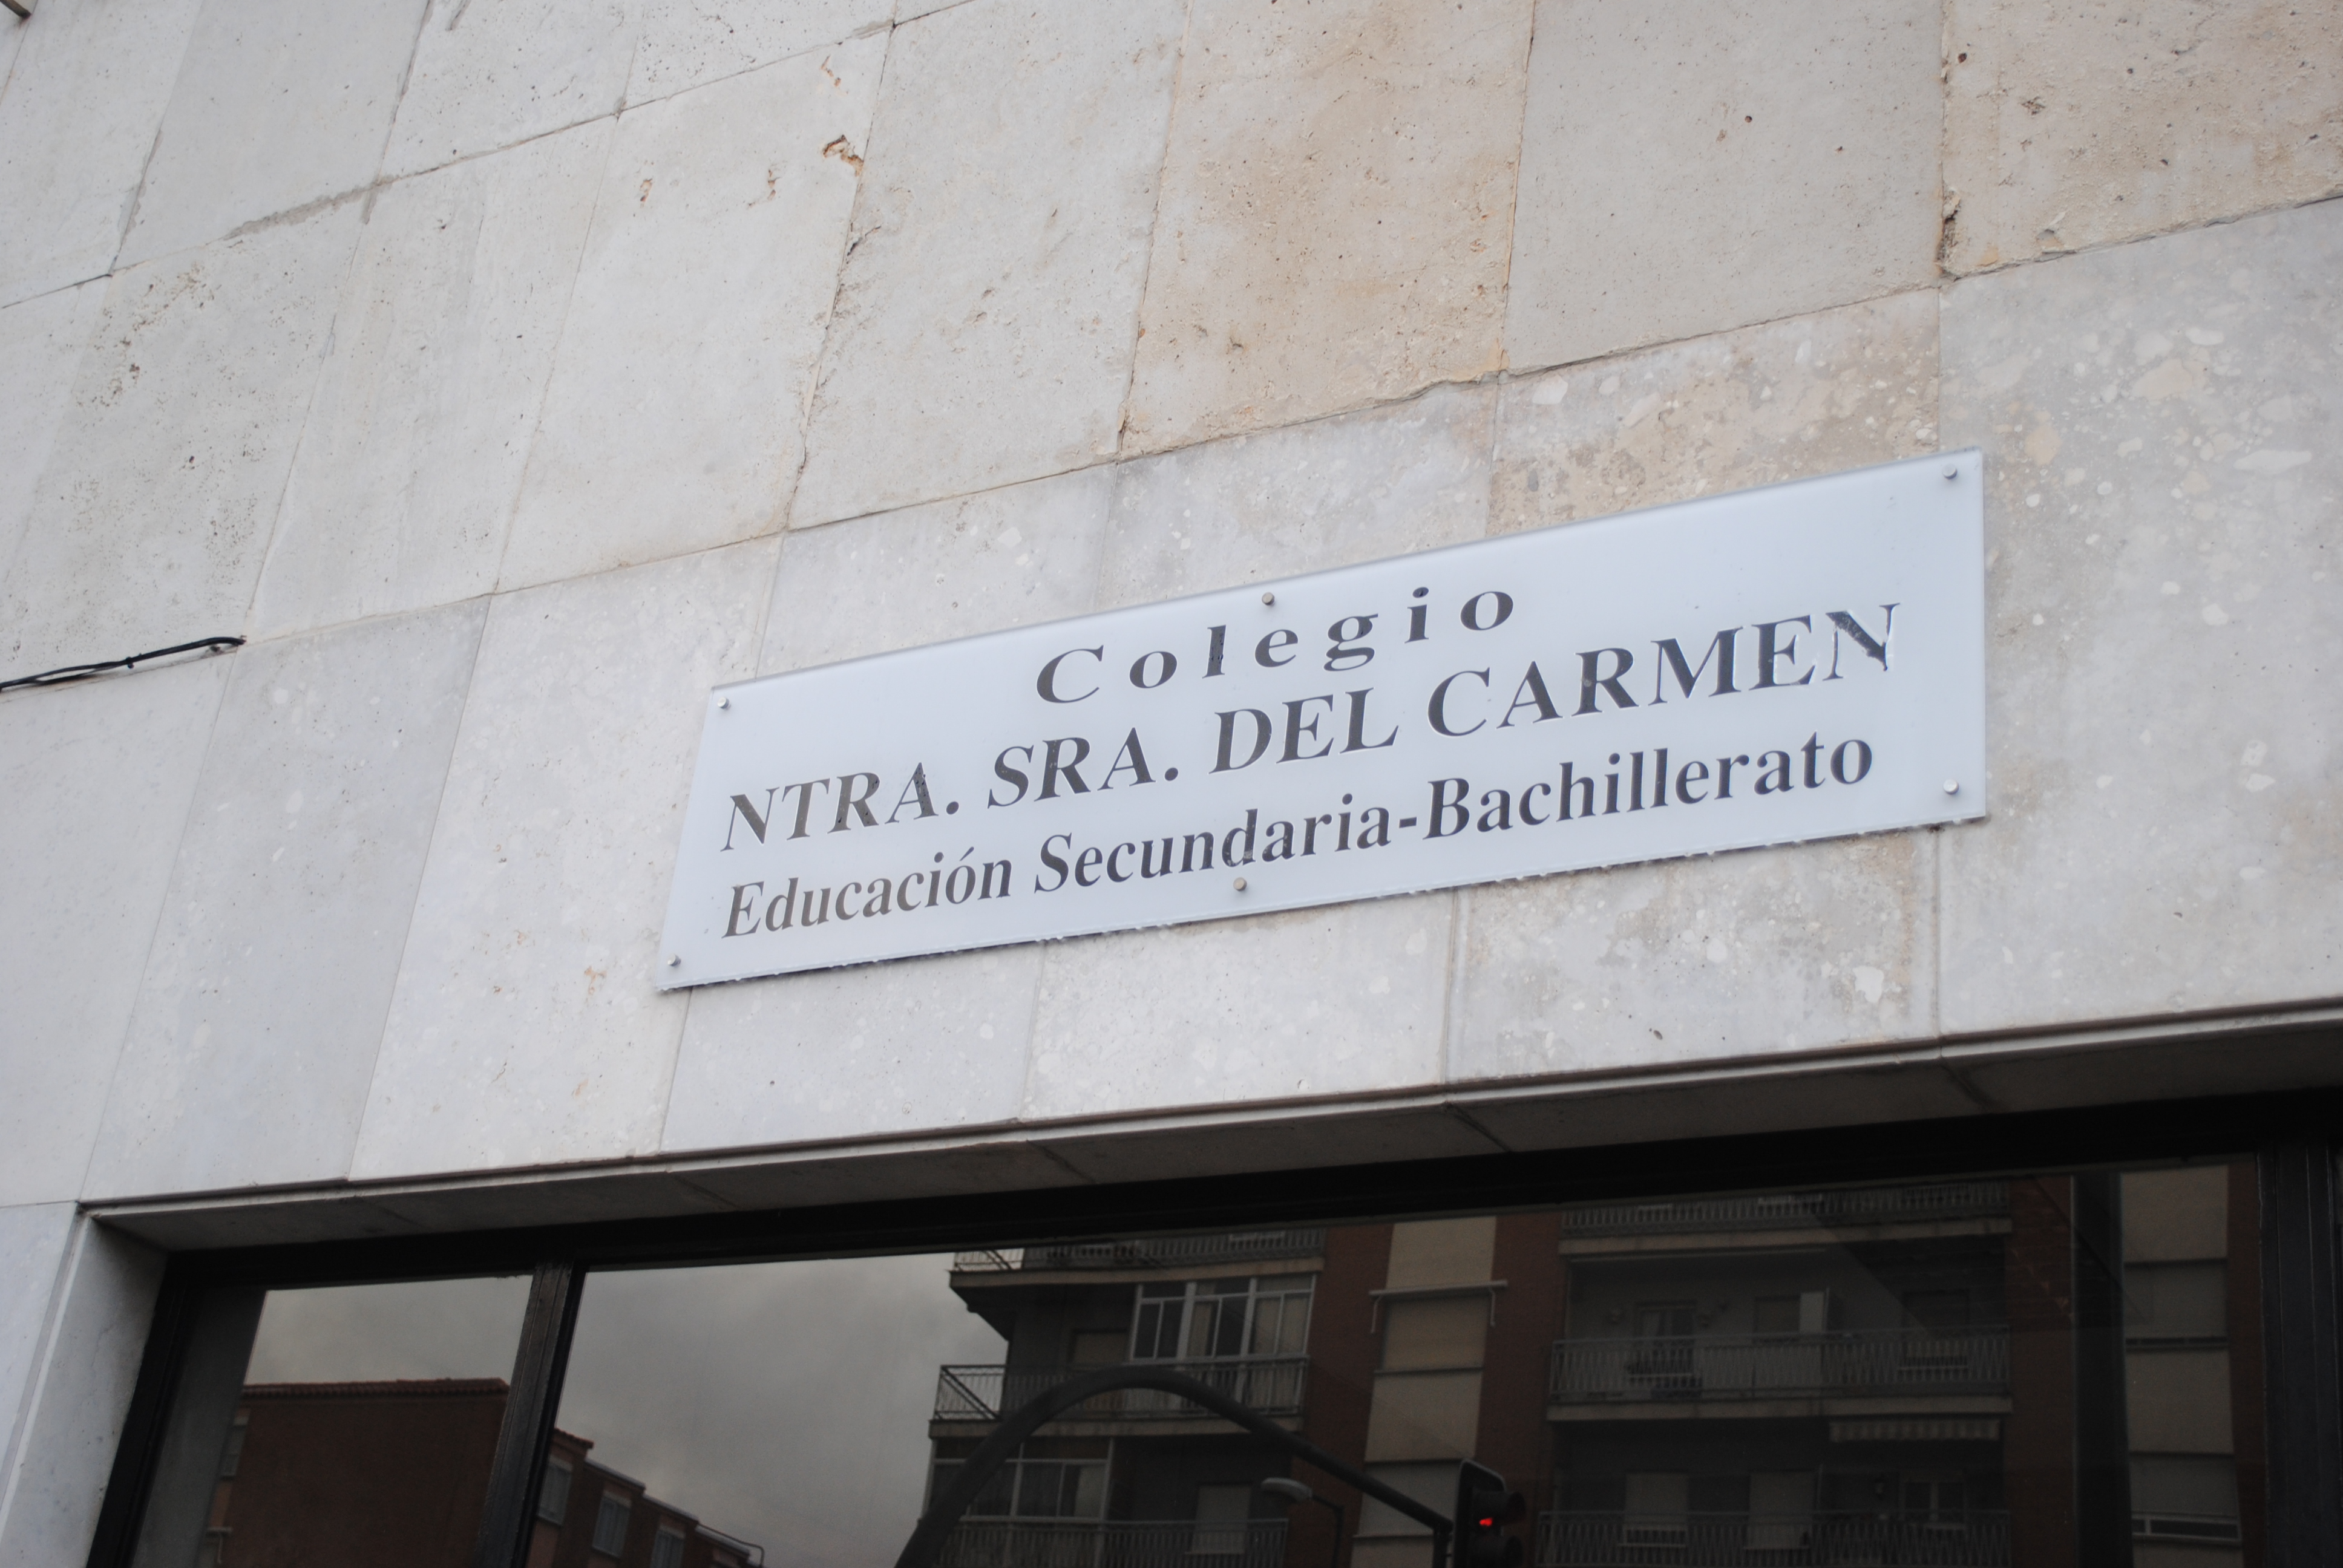 Colegio
NTRA. SRA. DEL CARMEN
Educación Secundaria-Bachillerato